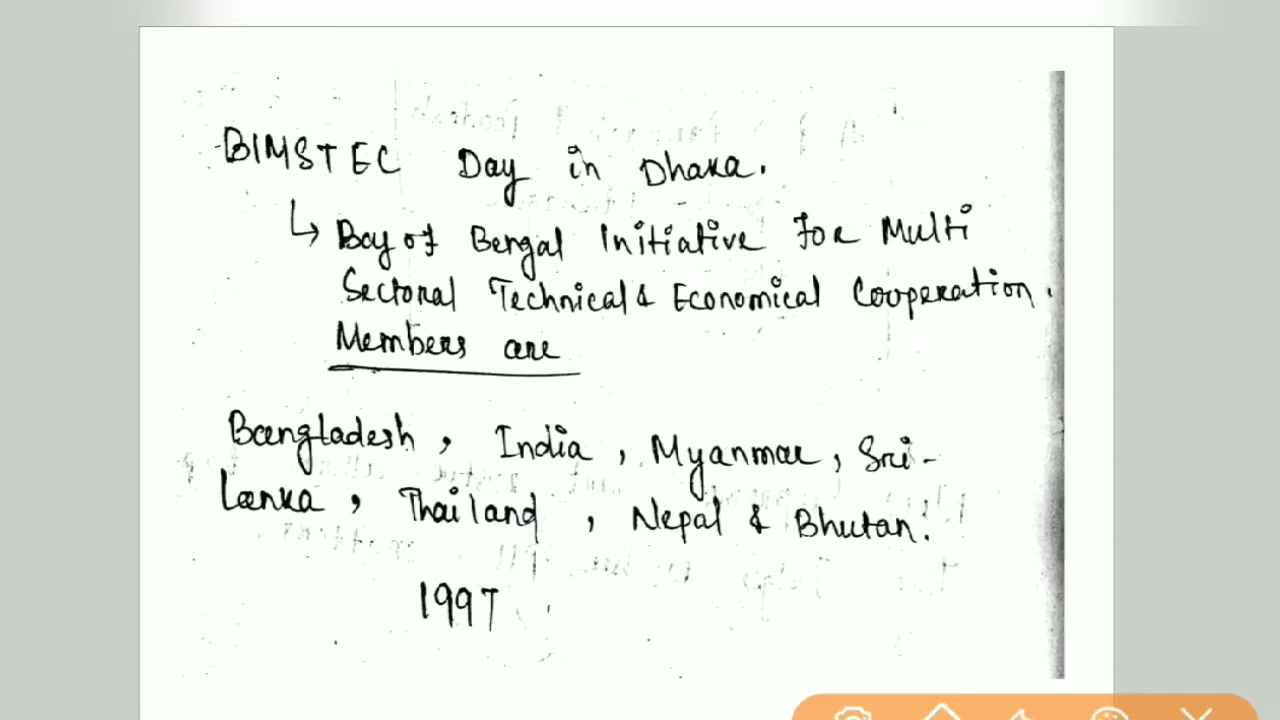 BIMSTEC Day in Dhaka.
↳ Bay of Bengal Initiative for Multi
Sectoral Technical & Economical Cooperation.
Members are
Bangladesh, India, Myanmar, Sri-
Lanka, Thailand, Nepal & Bhutan.
1997